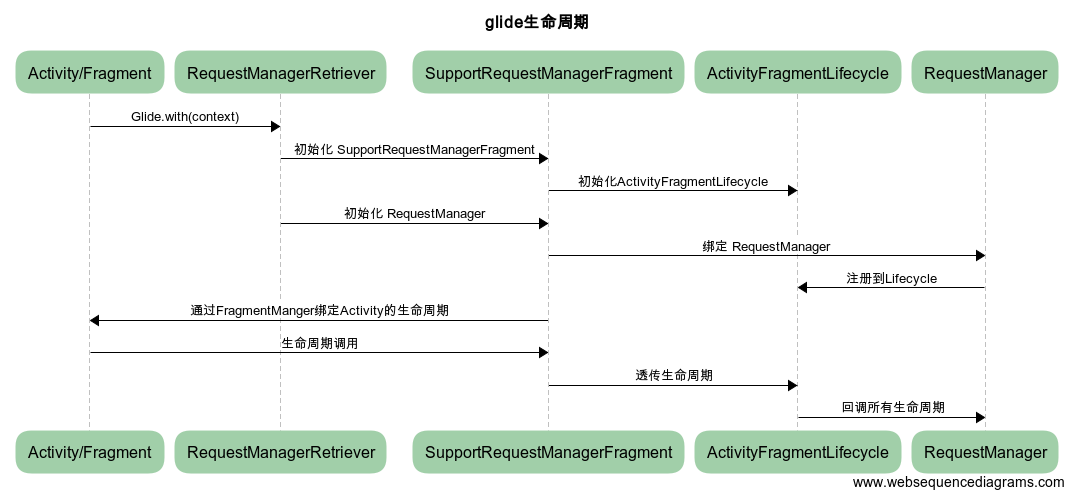 glide生命周期
Activity/Fragment
RequestManagerRetriever
SupportRequestManagerFragment
ActivityFragmentLifecycle
RequestManager
Glide.with(context)
初始化 SupportRequestManagerFragment
初始化ActivityFragmentLifecycle
初始化 RequestManager
绑定 RequestManager
注册到Lifecycle
通过FragmentManger绑定Activity的生命周期
生命周期调用
透传生命周期
回调所有生命周期
Activity/Fragment
RequestManagerRetriever
SupportRequestManagerFragment
ActivityFragmentLifecycle
RequestManager
www.websequencediagrams.com